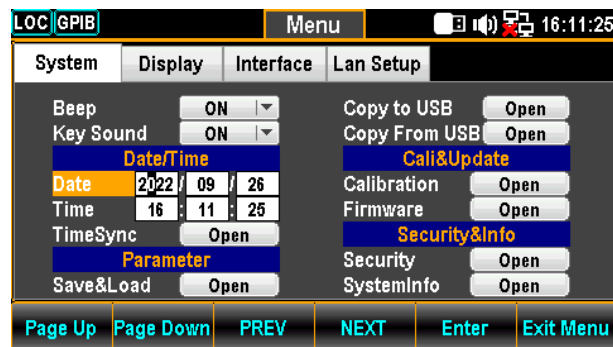 LOC GPIB Menu 16:11:25
System Display Interface Lan Setup
Beep ON Copy to USB Open
Key Sound ON Copy From USB Open
Date/Time Cali&Update
Date 2022 / 09 / 26 Calibration Open
Time 16 : 11 : 25 Firmware Open
TimeSync Open Security&Info
Parameter Security Open
Save&Load Open SystemInfo Open
Page Up Page Down PREV NEXT Enter Exit Menu